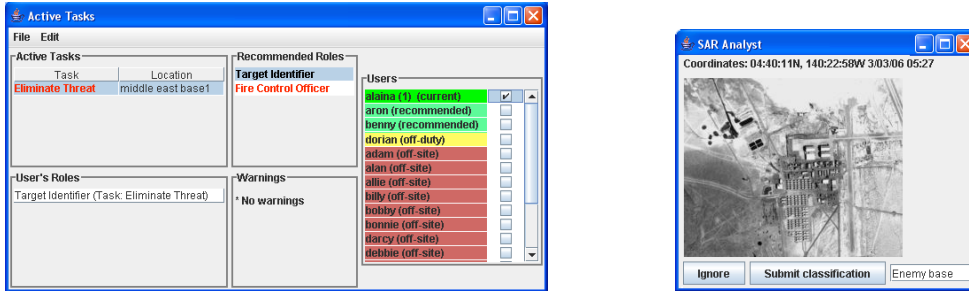 Active Tasks
File Edit
Active Tasks
Task Location
Eliminate Threat middle east base1
Recommended Roles
Target Identifier
Fire Control Officer
Users
alaina (1) (current)
aron (recommended)
benny (recommended)
dorian (off-duty)
adam (off-site)
alan (off-site)
allie (off-site)
billy (off-site)
bobby (off-site)
bonnie (off-site)
darcy (off-site)
debbie (off-site)
User's Roles
Target Identifier (Task: Eliminate Threat)
Warnings
* No warnings
SAR Analyst
Coordinates: 04:40:11N, 140:22:58W 3/03/06 05:27
Ignore Submit classification Enemy base